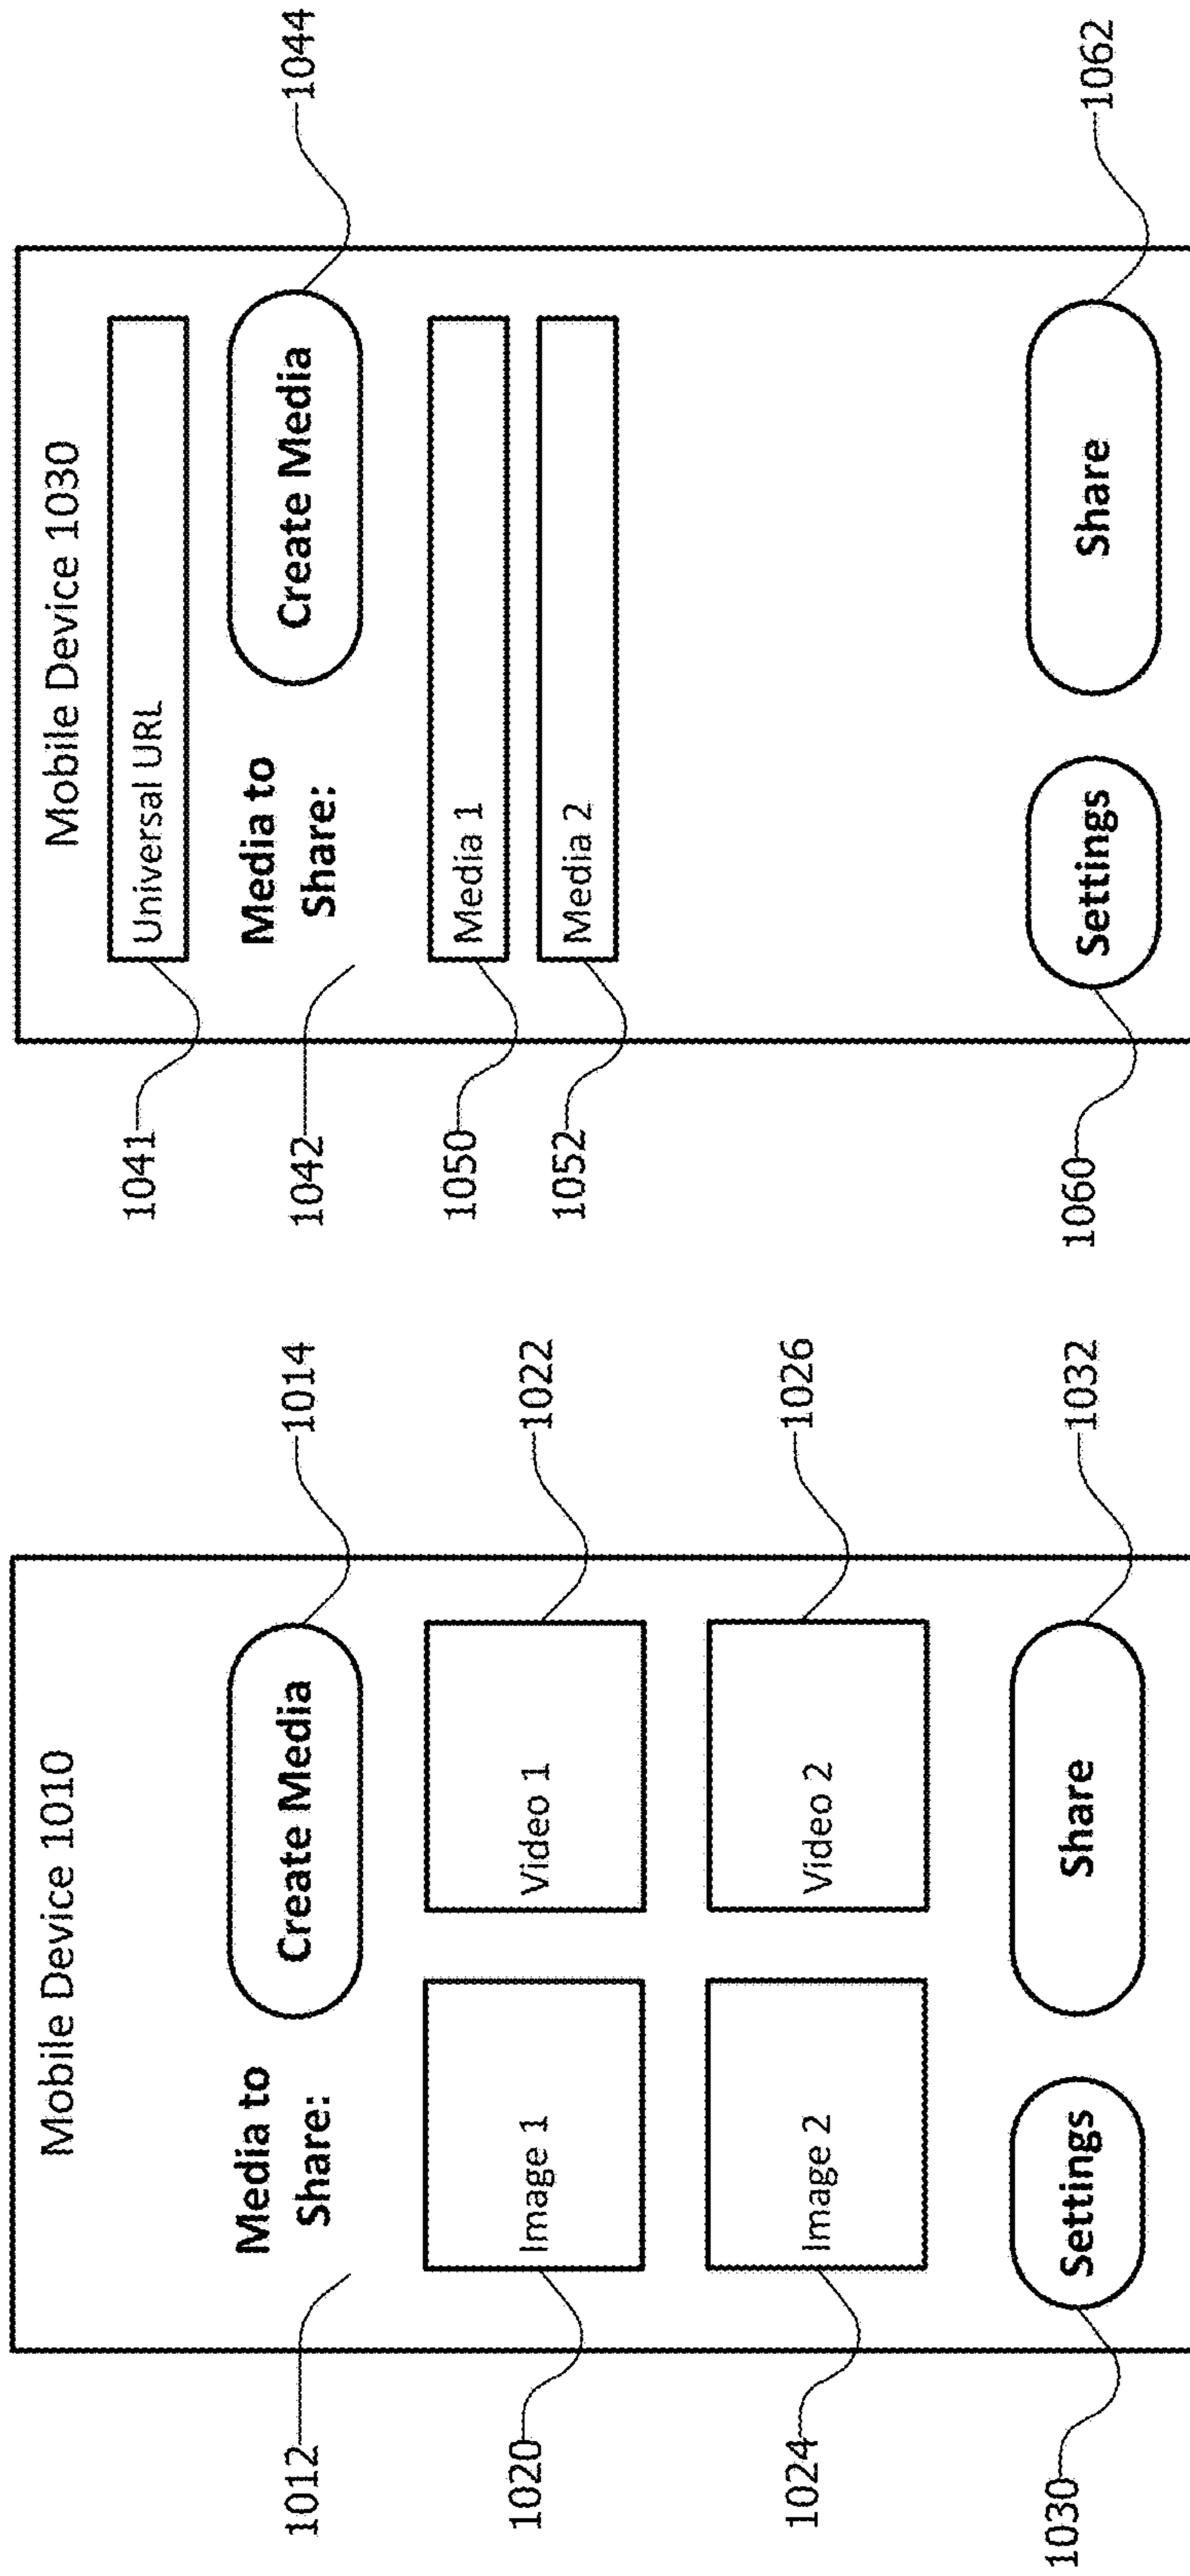 Mobile Device 1010
Media to
Share:
Create Media
Image 1
Video 1
Image 2
Video 2
Settings
Share
1012
1014
1020
1022
1024
1026
1030
1032
Mobile Device 1030
Universal URL
Media to
Share:
Create Media
Media 1
Media 2
Settings
Share
1041
1042
1044
1050
1052
1060
1062